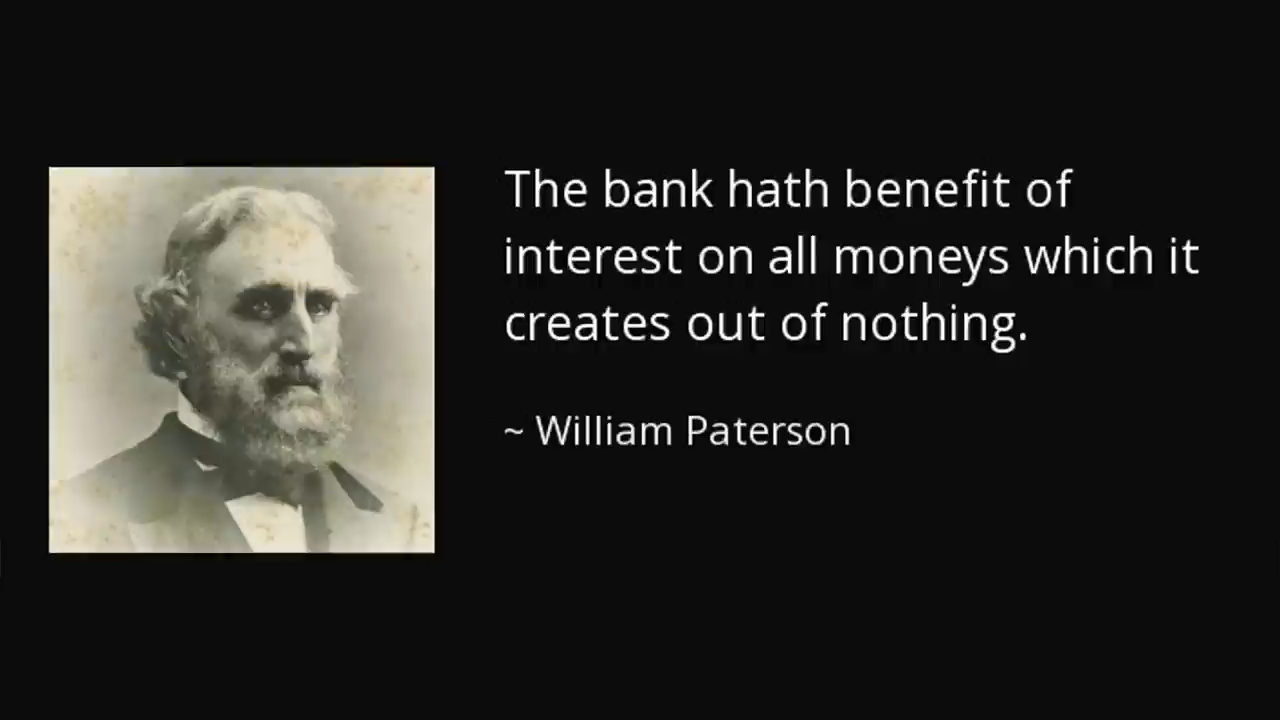 The bank hath benefit of
interest on all moneys which it
creates out of nothing.
~ William Paterson